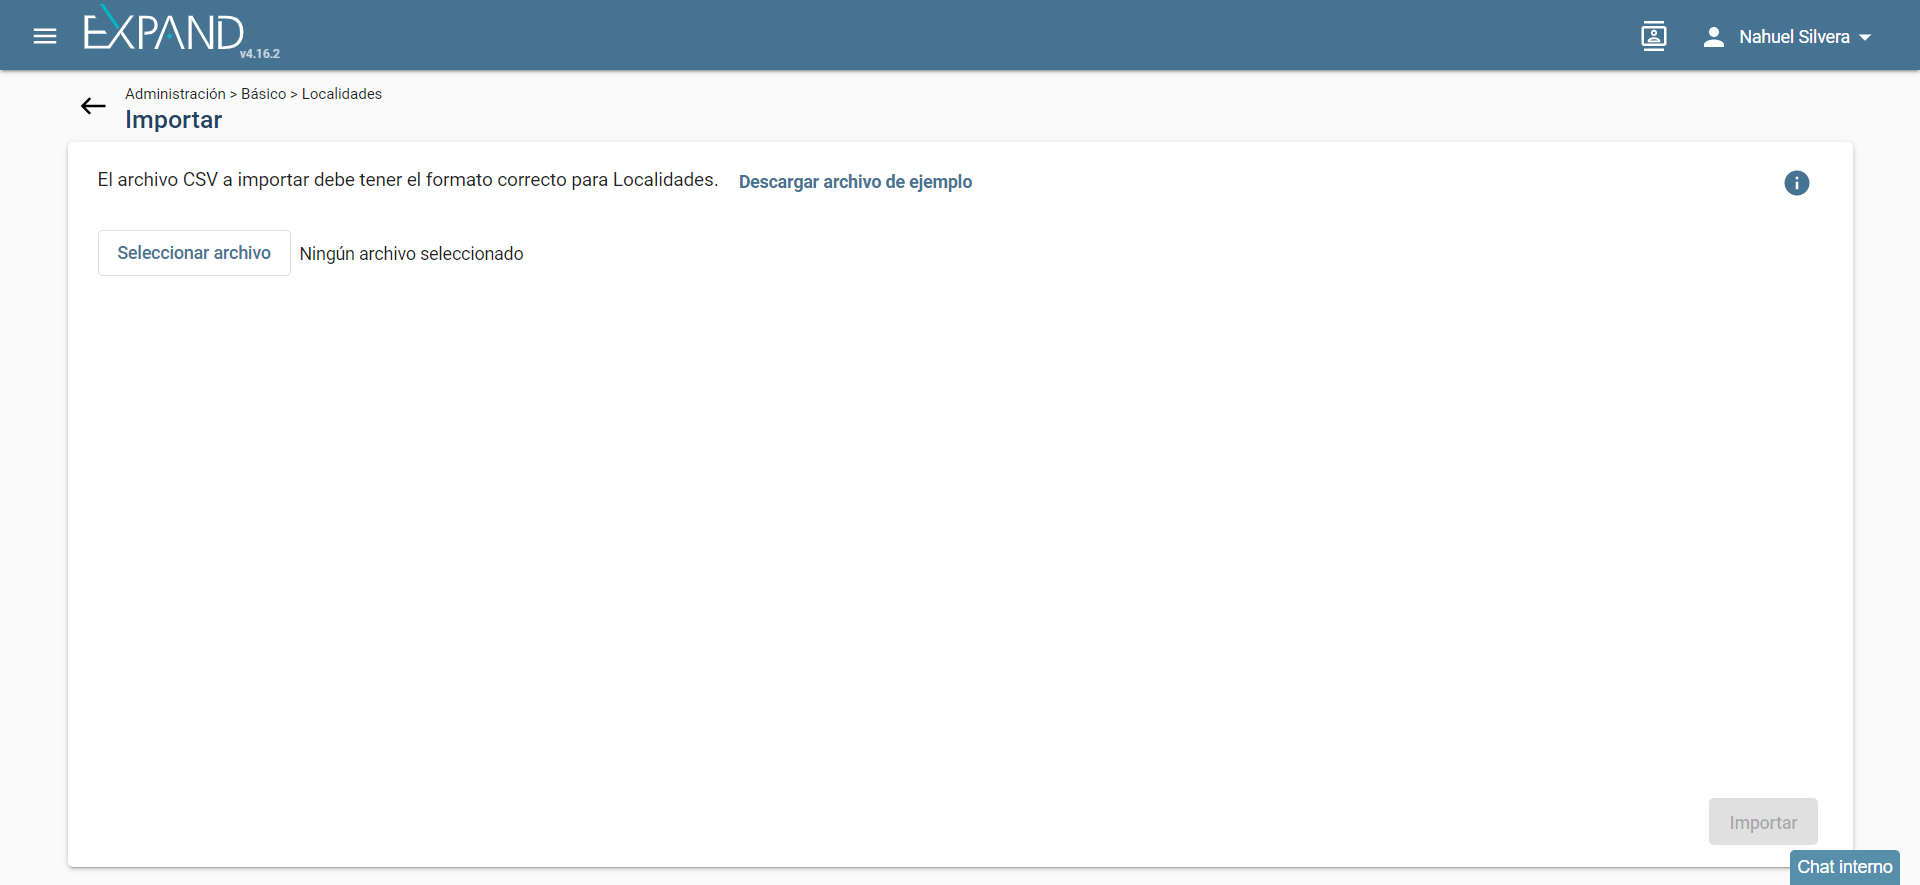 EXPAND
v4.16.2
Nahuel Silvera
Administración > Básico > Localidades
Importar
El archivo CSV a importar debe tener el formato correcto para Localidades. Descargar archivo de ejemplo
Seleccionar archivo Ningún archivo seleccionado
Importar
Chat interno